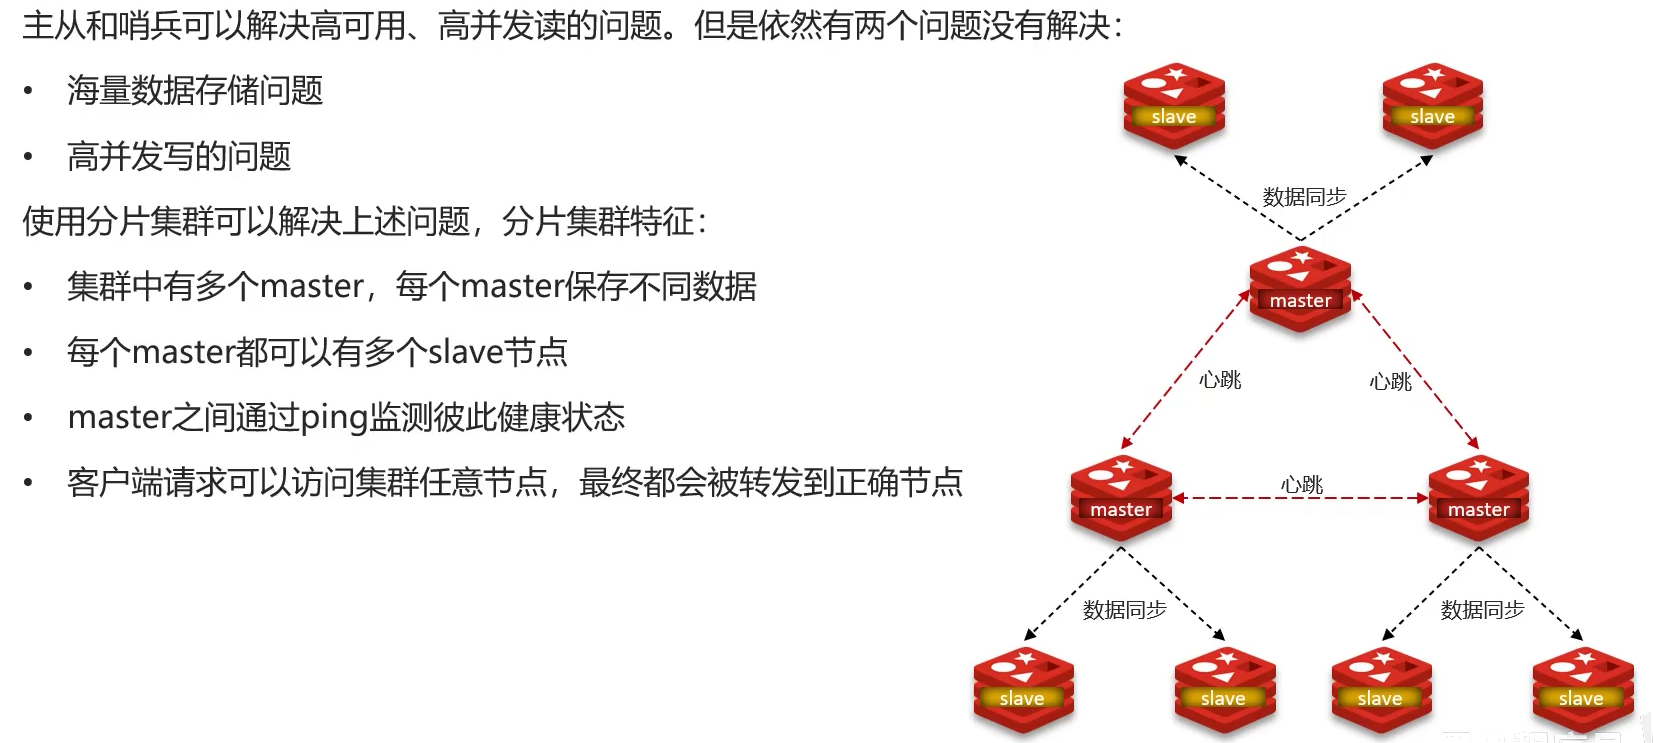 主从和哨兵可以解决高可用、高并发读的问题。但是依然有两个问题没有解决：
• 海量数据存储问题
• 高并发写的问题
使用分片集群可以解决上述问题，分片集群特征：
• 集群中有多个master，每个master保存不同数据
• 每个master都可以有多个slave节点
• master之间通过ping监测彼此健康状态
• 客户端请求可以访问集群任意节点，最终都会被转发到正确节点
slave
slave
数据同步
master
心跳
心跳
master
心跳
master
数据同步
数据同步
slave
slave
slave
slave